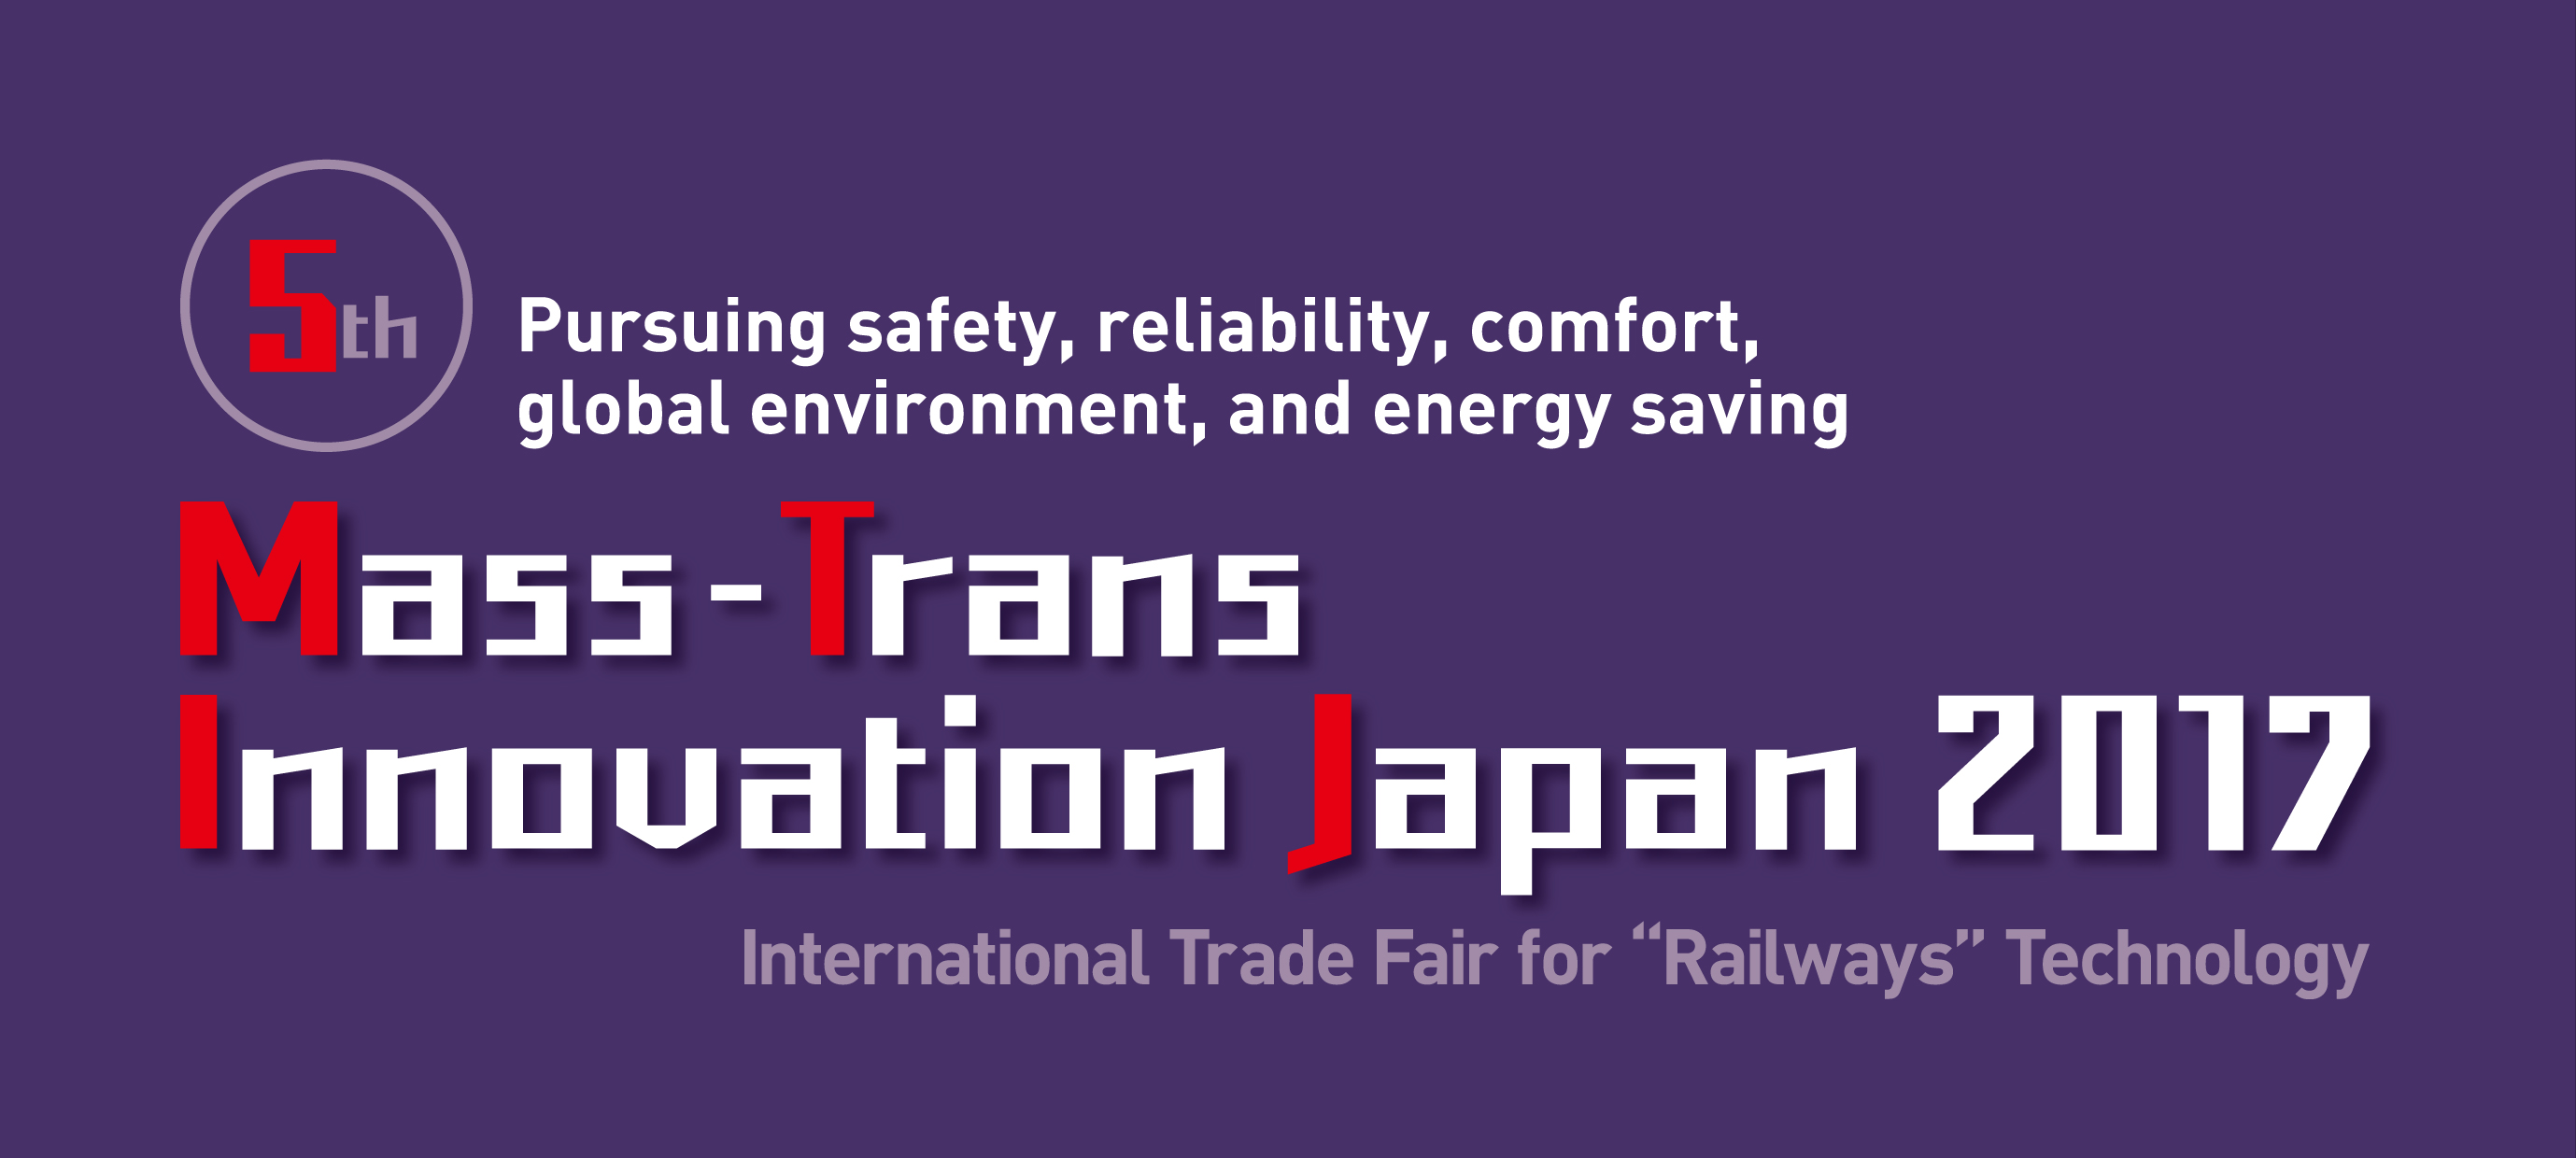 5th
Pursuing safety, reliability, comfort,
global environment, and energy saving
Mass-Trans
Innovation Japan 2017
International Trade Fair for “Railways” Technology